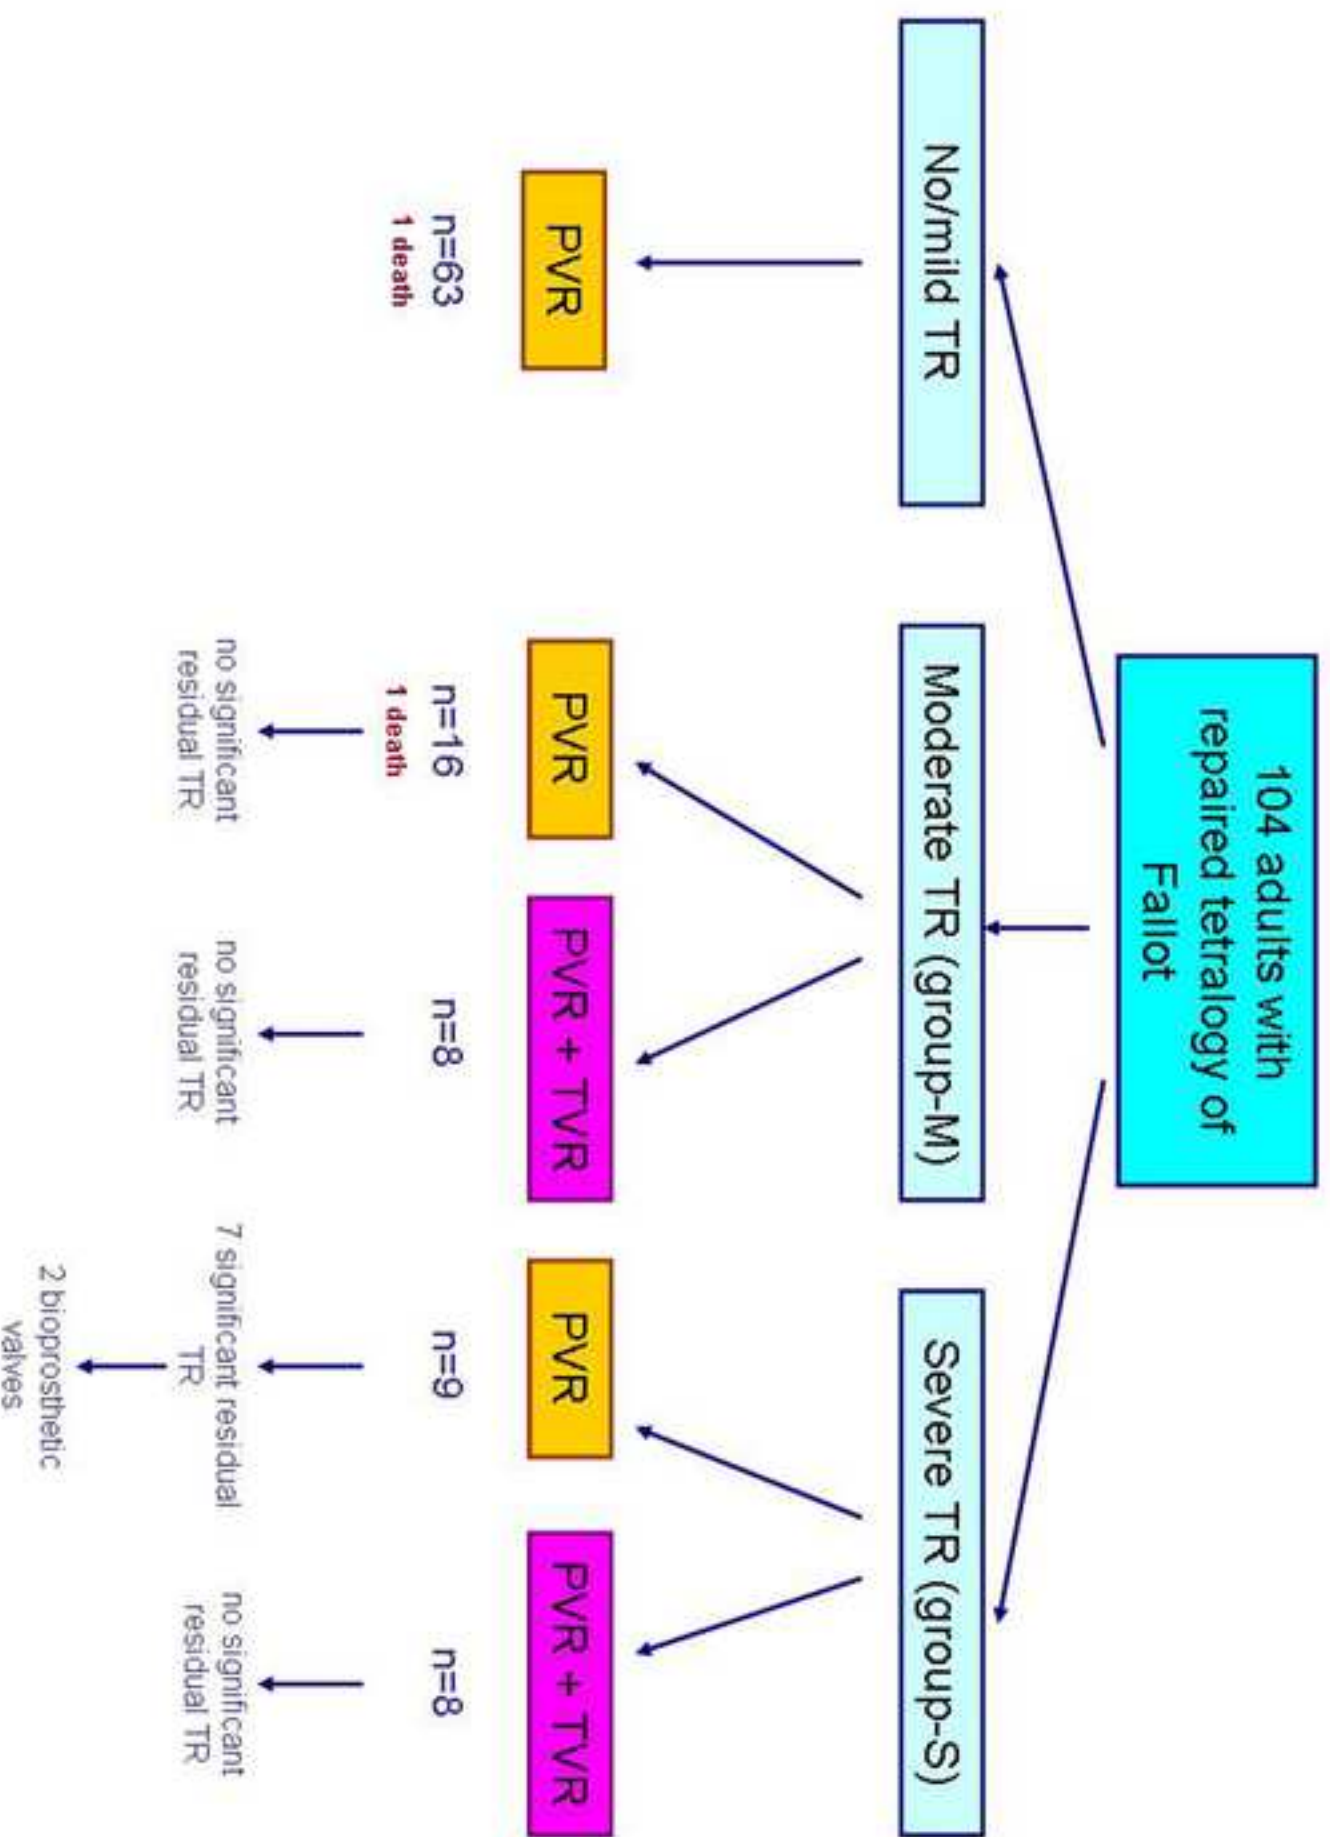 104 adults with
repaired tetralogy of
Fallot
No/mild TR
Moderate TR (group-M)
Severe TR (group-S)
PVR
PVR
PVR + TVR
PVR
PVR + TVR
n=63
1 death
n=16
1 death
n=8
n=9
n=8
no significant
residual TR
no significant
residual TR
7 significant residual
TR
no significant
residual TR
2 bioprosthetic
valves